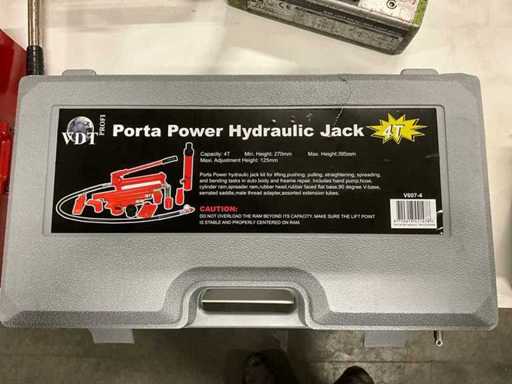 WDT PROFI
Porta Power Hydraulic Jack 4T
Capacity: 4T Min. Height: 270mm Max. Height:395mm
Maxi. Adjustment Height: 125mm
Porta Power hydraulic jack kit for lifting,pushing, pulling, straightening, spreading,
and bending tasks in auto body and freame repair. Included hand pump,hose,
cylinder ram,spreader ram,rubber head,rubber faced flat base,90 degree V-base,
serrated saddle,male thread adapter,assorted extension tubes.
V607-4
CAUTION:
DO NOT OVERLOAD THE RAM BEYOND ITS CAPACITY. MAKE SURE THE LIFT POINT
IS STABLE AND PROPERLY CENTERED ON RAM.